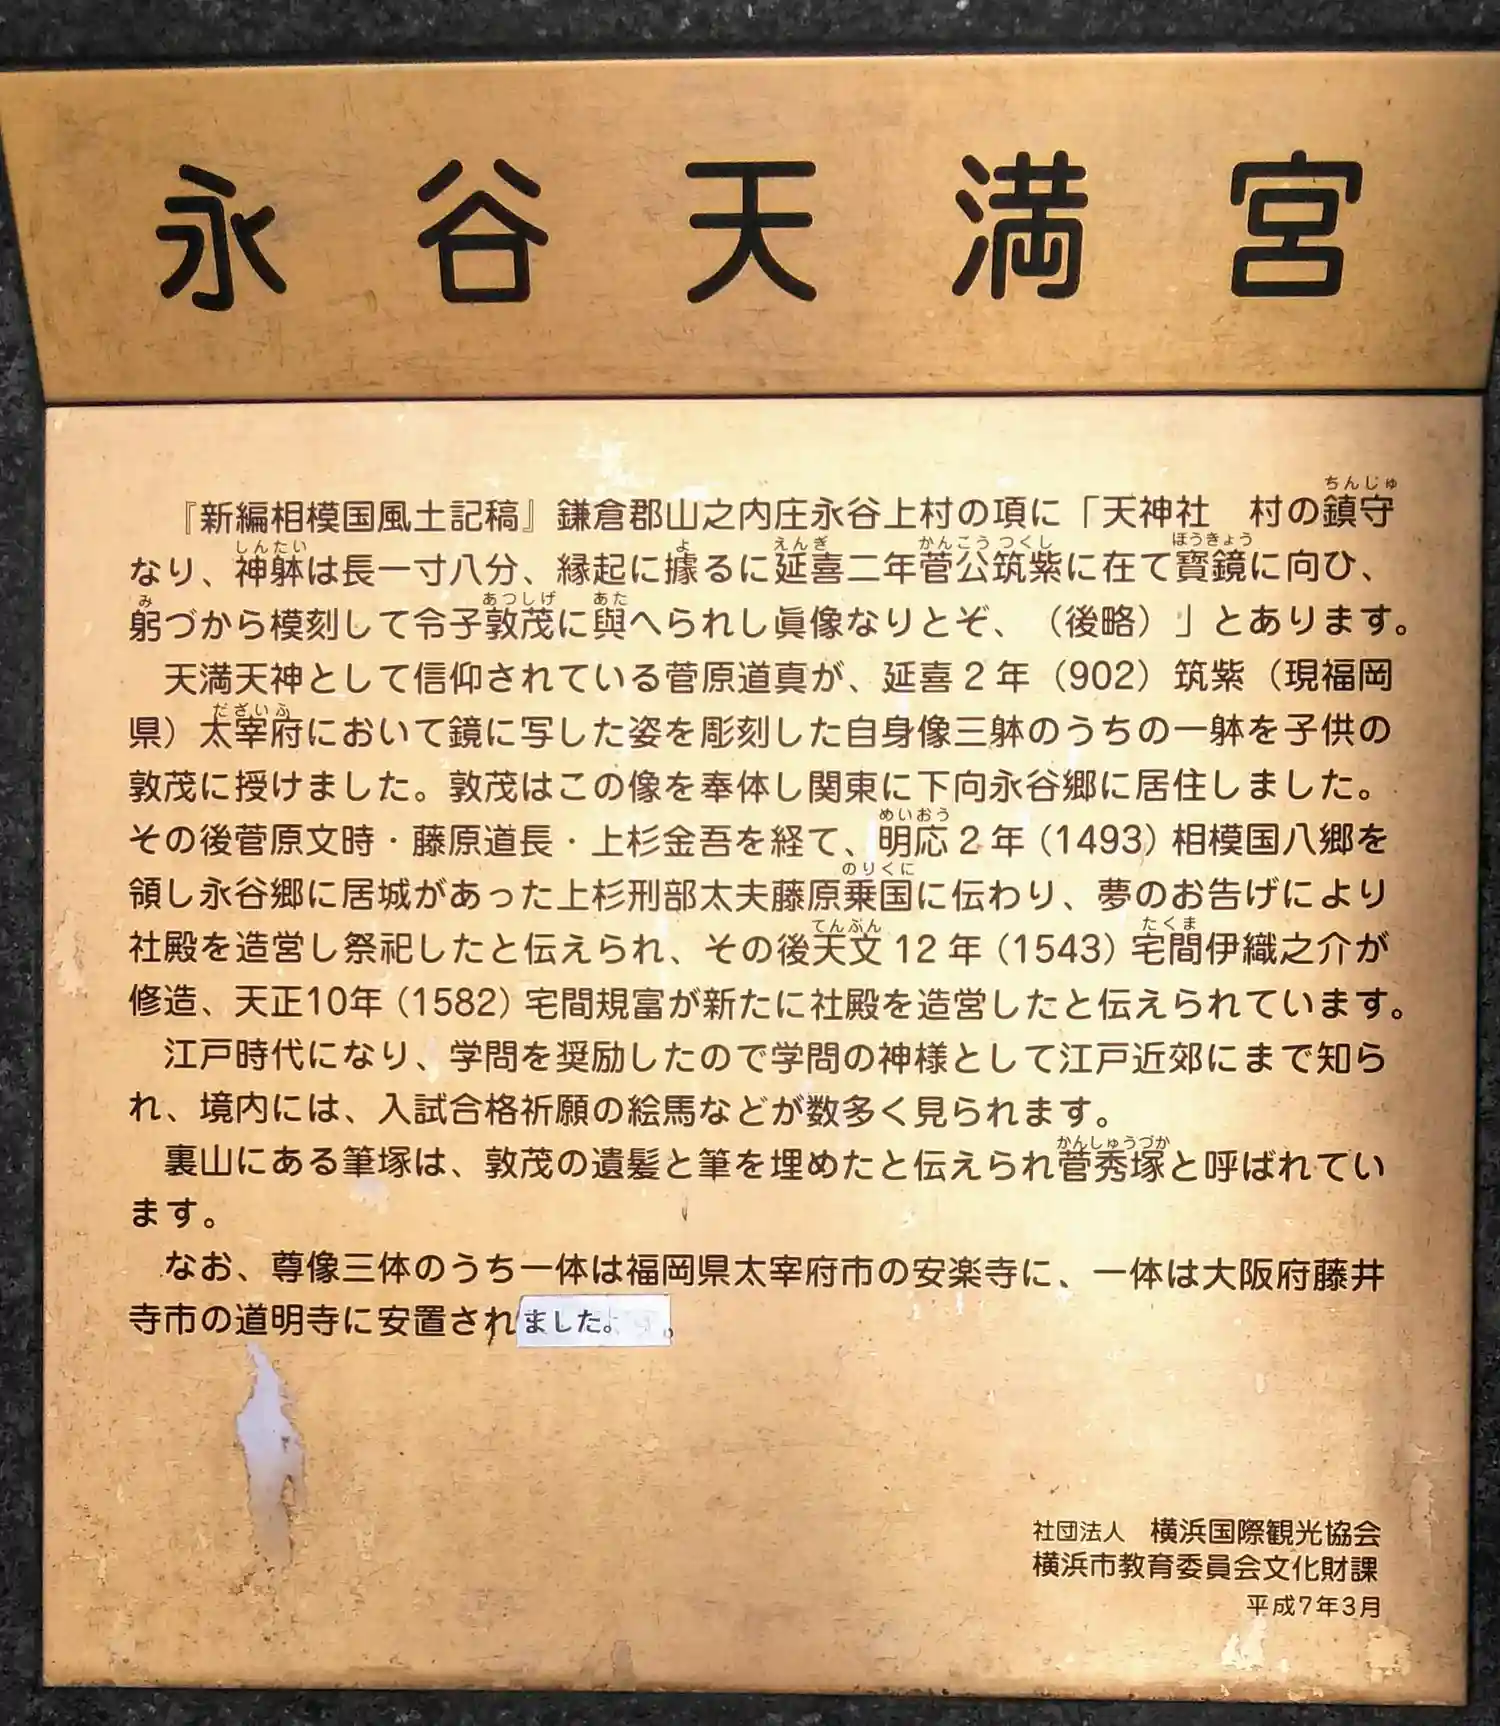 永谷天満宮
『新編相模国風土記稿』鎌倉郡山之内庄永谷上村の項に「天神社　村の鎮守
なり、神躰は長一寸八分、縁起に據るに延喜二年菅公筑紫に在て寶鏡に向ひ、
躬づから模刻して令子敦茂に與へられし眞像なりとぞ、（後略）」とあります。
天満天神として信仰されている菅原道真が、延喜2年（902）筑紫（現福岡
県）太宰府において鏡に写した姿を彫刻した自身像三躰のうちの一躰を子供の
敦茂に授けました。敦茂はこの像を奉体し関東に下向永谷郷に居住しました。
その後菅原文時・藤原道長・上杉金吾を経て、明応2年（1493）相模国八郷を
領し永谷郷に居城があった上杉刑部太夫藤原乗国に伝わり、夢のお告げにより
社殿を造営し祭祀したと伝えられ、その後天文12年（1543）宅間伊織之介が
修造、天正10年（1582）宅間規富が新たに社殿を造営したと伝えられています。
江戸時代になり、学問を奨励したので学問の神様として江戸近郊にまで知ら
れ、境内には、入試合格祈願の絵馬などが数多く見られます。
裏山にある筆塚は、敦茂の遺髪と筆を埋めたと伝えられ菅秀塚と呼ばれてい
ます。
なお、尊像三体のうち一体は福岡県太宰府市の安楽寺に、一体は大阪府藤井
寺市の道明寺に安置されました。
社団法人　横浜国際観光協会
横浜市教育委員会文化財課
平成7年3月